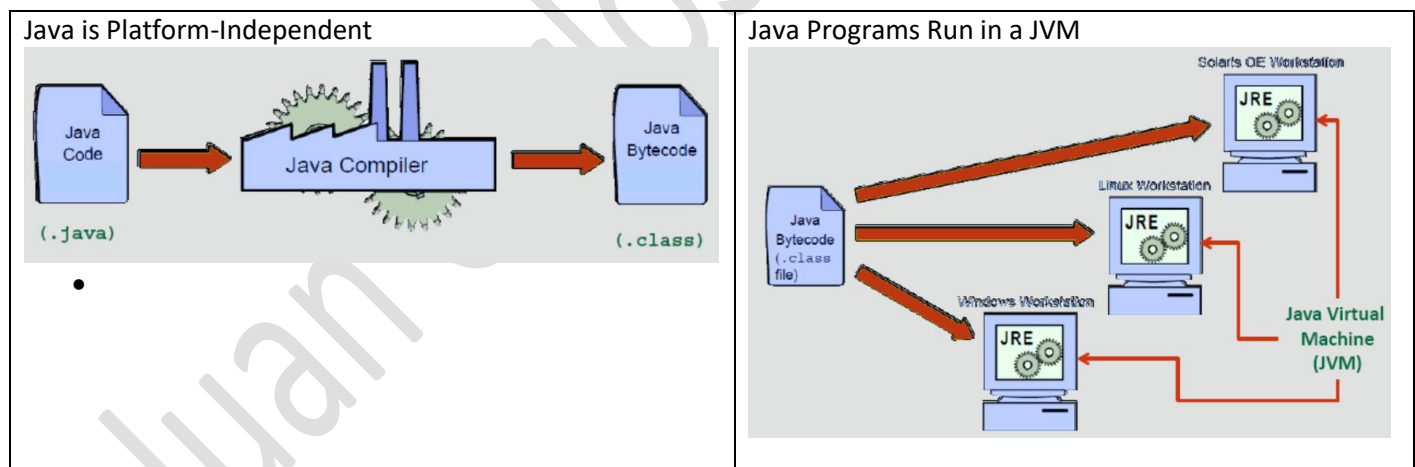 Java is Platform-Independent
Java
Code
(.java)
Java Compiler
Java
Bytecode
(.class)
•
Java Programs Run in a JVM
Solaris OE Workstation
JRE
Linux Workstation
JRE
Java
Bytecode
(.class
file)
Windows Workstation
JRE
Java Virtual
Machine
(JVM)
Juan